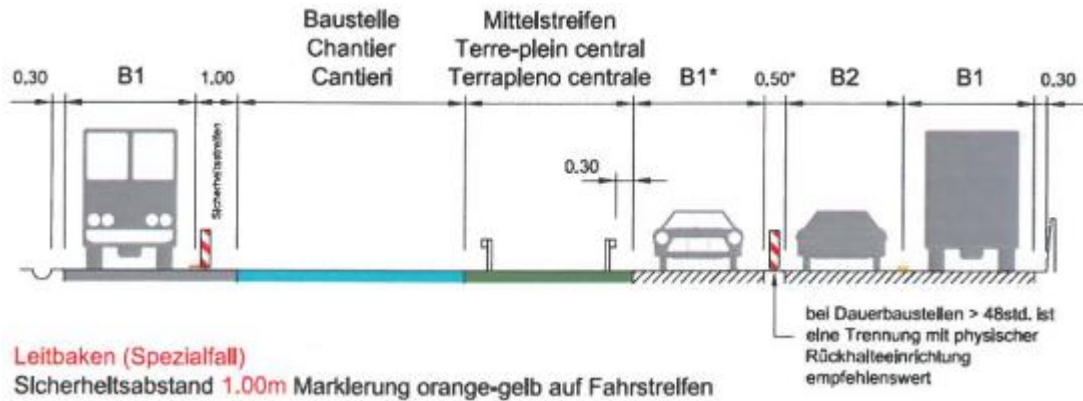 Baustelle
Chantier
Cantieri
Mittelstreifen
Terre-plein central
Terrapleno centrale
0.30 B1 1.00 B1* 0.50* B2 B1 0.30
Sicherheitsstreifen
0.30
bei Dauerbaustellen > 48std. ist
eine Trennung mit physischer
Rückhalteeinrichtung
empfehlenswert
Leitbaken (Spezialfall)
Sicherheitsabstand 1.00m Markierung orange-gelb auf Fahrstreifen